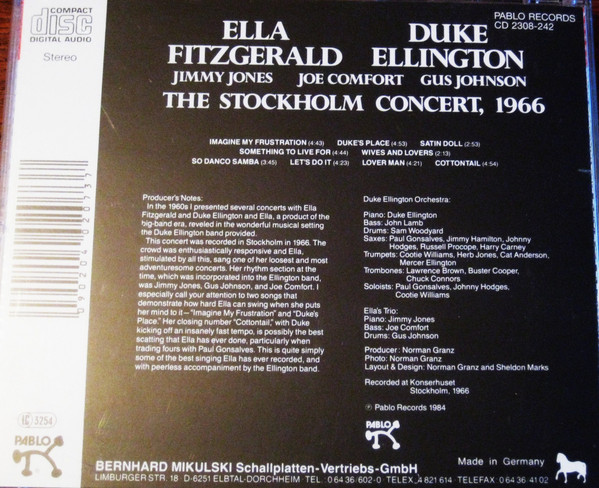 COMPACT
disc
DIGITAL AUDIO
Stereo
PABLO RECORDS
CD 2308-242
ELLA DUKE
FITZGERALD ELLINGTON
JIMMY JONES JOE COMFORT GUS JOHNSON
THE STOCKHOLM CONCERT, 1966
IMAGINE MY FRUSTRATION (4:43) DUKE'S PLACE (4:53) SATIN DOLL (2:53)
SOMETHING TO LIVE FOR (4:44) WIVES AND LOVERS (2:13)
SO DANCO SAMBA (3:45) LET'S DO IT (4:23) LOVER MAN (4:21) COTTONTAIL (4:54)
Producer's Notes:
In the 1960s I presented several concerts with Ella
Fitzgerald and Duke Ellington and Ella, a product of the
big-band era, reveled in the wonderful musical setting
the Duke Ellington band provided.
This concert was recorded in Stockholm in 1966. The
crowd was enthusiastically responsive and Ella,
stimulated by all this, sang one of her loosest and most
adventuresome concerts. Her rhythm section at the
time, which was incorporated into the Ellington band,
was Jimmy Jones, Gus Johnson, and Joe Comfort. I
especially call your attention to two songs that
demonstrate how hard Ella can swing when she puts
her mind to it—"Imagine My Frustration" and "Duke's
Place." Her closing number "Cottontail," with Duke
kicking off an insanely fast tempo, is possibly the best
scatting that Ella has ever done, particularly when
trading fours with Paul Gonsalves. This is quite simply
some of the best singing Ella has ever recorded, and
with peerless accompaniment by the Ellington band.
Duke Ellington Orchestra:
Piano: Duke Ellington
Bass: John Lamb
Drums: Sam Woodyard
Saxes: Paul Gonsalves, Jimmy Hamilton, Johnny
Hodges, Russell Procope, Harry Carney
Trumpets: Cootie Williams, Herb Jones, Cat Anderson,
Mercer Ellington
Trombones: Lawrence Brown, Buster Cooper,
Chuck Connors
Soloists: Paul Gonsalves, Johnny Hodges,
Cootie Williams
Ella's Trio:
Piano: Jimmy Jones
Bass: Joe Comfort
Drums: Gus Johnson
Producer: Norman Granz
Photo: Norman Granz
Layout & Design: Norman Granz and Sheldon Marks
Recorded at Konserhuset
Stockholm, 1966
℗ Pablo Records 1984
PABLO
0 90204 02073 7
LC 3254
PABLO
Made in Germany
BERNHARD MIKULSKI Schallplatten-Vertriebs-GmbH
LIMBURGER STR. 18 D-6251 ELBTAL-DORCHHEIM TEL: 0 64 36/602-0 TELEX 4 821 614 TELEFAX 0 64 36 41 02